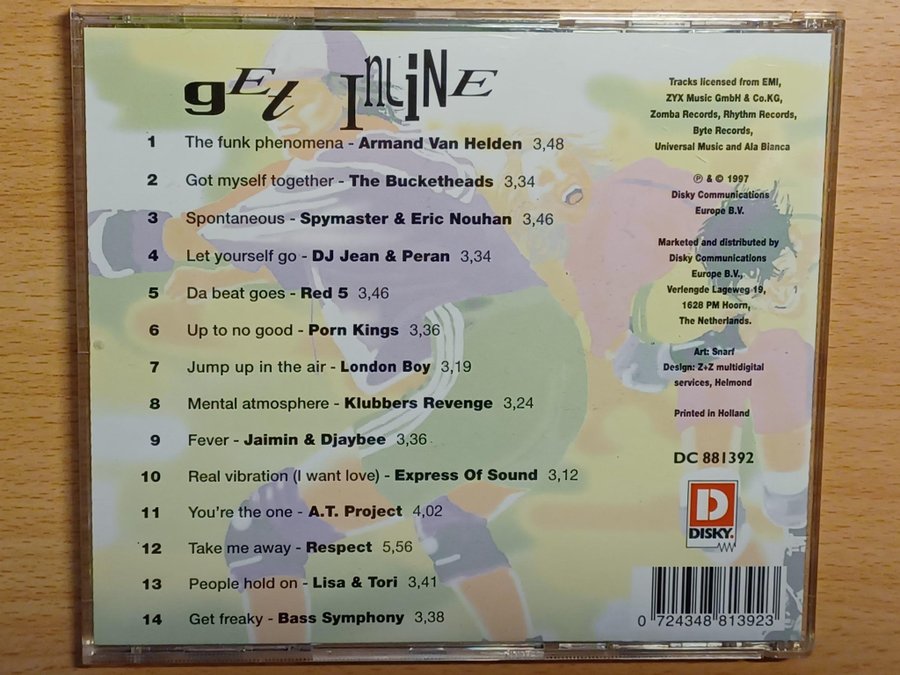 gEt InLiNE
1 The funk phenomena - Armand Van Helden 3,48
2 Got myself together - The Bucketheads 3,34
3 Spontaneous - Spymaster & Eric Nouhan 3,46
4 Let yourself go - DJ Jean & Peran 3,34
5 Da beat goes - Red 5 3,46
6 Up to no good - Porn Kings 3,36
7 Jump up in the air - London Boy 3,19
8 Mental atmosphere - Klubbers Revenge 3,24
9 Fever - Jaimin & Djaybee 3,36
10 Real vibration (I want love) - Express Of Sound 3,12
11 You're the one - A.T. Project 4,02
12 Take me away - Respect 5,56
13 People hold on - Lisa & Tori 3,41
14 Get freaky - Bass Symphony 3,38
Tracks licensed from EMI,
ZYX Music GmbH & Co.KG,
Zomba Records, Rhythm Records,
Byte Records,
Universal Music and Ala Bianca
℗ & © 1997
Disky Communications
Europe B.V.
Marketed and distributed by
Disky Communications
Europe B.V.,
Verlengde Lageweg 19,
1628 PM Hoorn,
The Netherlands.
Art: Snarf
Design: Z+Z multidigital
services, Helmond
Printed in Holland
DC 881392
D
DISKY.
0 724348 813923